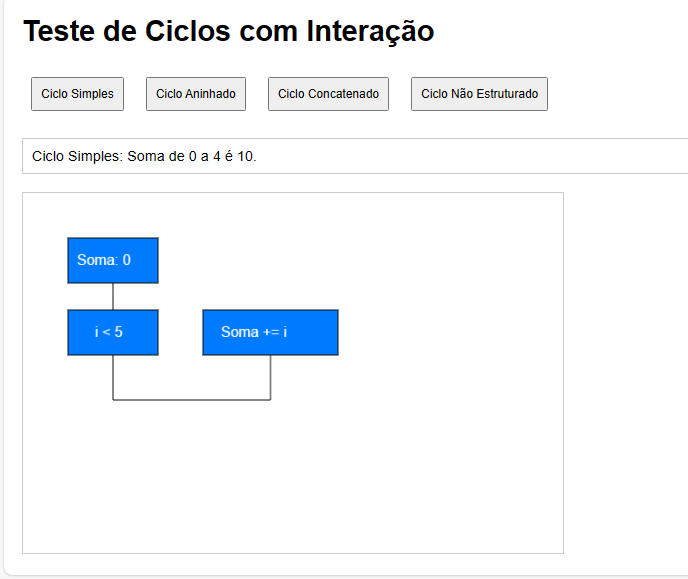 Teste de Ciclos com Interação
Ciclo Simples
Ciclo Aninhado
Ciclo Concatenado
Ciclo Não Estruturado
Ciclo Simples: Soma de 0 a 4 é 10.
Soma: 0
i < 5
Soma += i